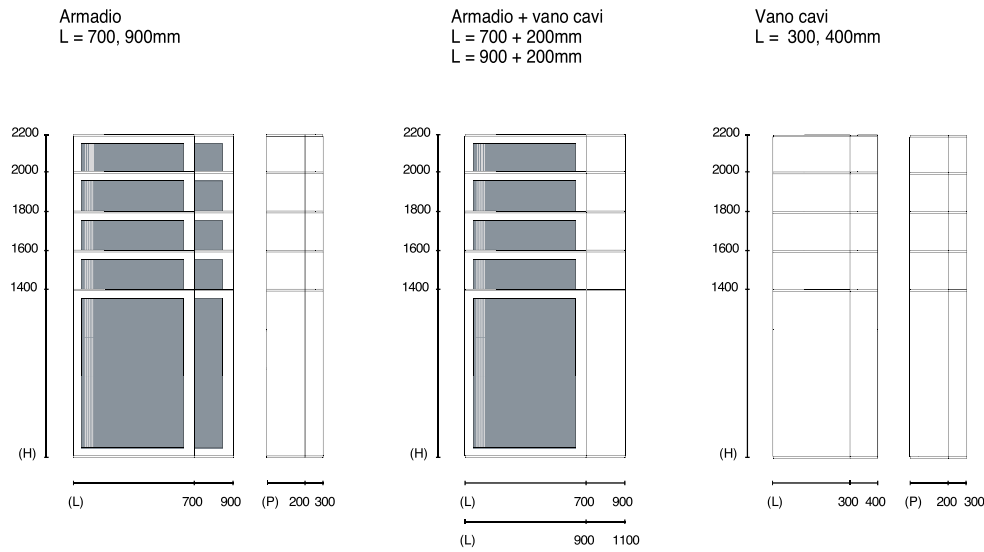 Armadio
L = 700, 900mm
Armadio + vano cavi
L = 700 + 200mm
L = 900 + 200mm
Vano cavi
L = 300, 400mm
2200
2000
1800
1600
1400
(H)
(L) 700 900
(P) 200 300
2200
2000
1800
1600
1400
(H)
(L) 700 900
(L) 900 1100
2200
2000
1800
1600
1400
(H)
(L) 300 400
(P) 200 300